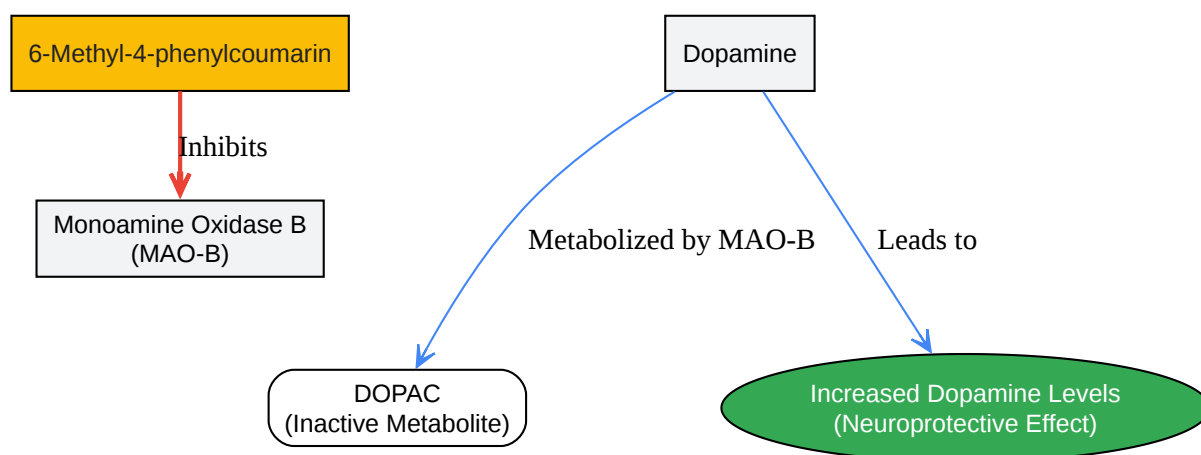 6-Methyl-4-phenylcoumarin
Dopamine
Inhibits
Monoamine Oxidase B
(MAO-B)
Metabolized by MAO-B
Leads to
DOPAC
(Inactive Metabolite)
Increased Dopamine Levels
(Neuroprotective Effect)